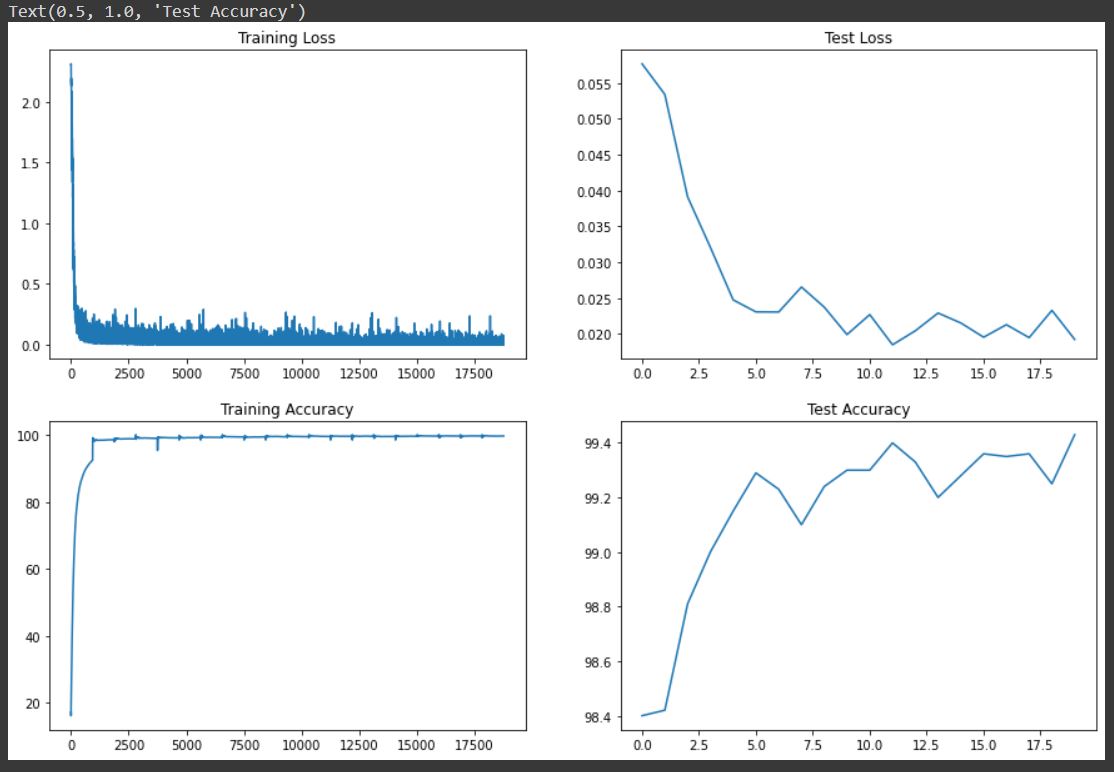 Text(0.5, 1.0, 'Test Accuracy')
Training Loss
2.0
1.5
1.0
0.5
0.0
0 2500 5000 7500 10000 12500 15000 17500
Test Loss
0.055
0.050
0.045
0.040
0.035
0.030
0.025
0.020
0.0 2.5 5.0 7.5 10.0 12.5 15.0 17.5
Training Accuracy
100
80
60
40
20
0 2500 5000 7500 10000 12500 15000 17500
Test Accuracy
99.4
99.2
99.0
98.8
98.6
98.4
0.0 2.5 5.0 7.5 10.0 12.5 15.0 17.5